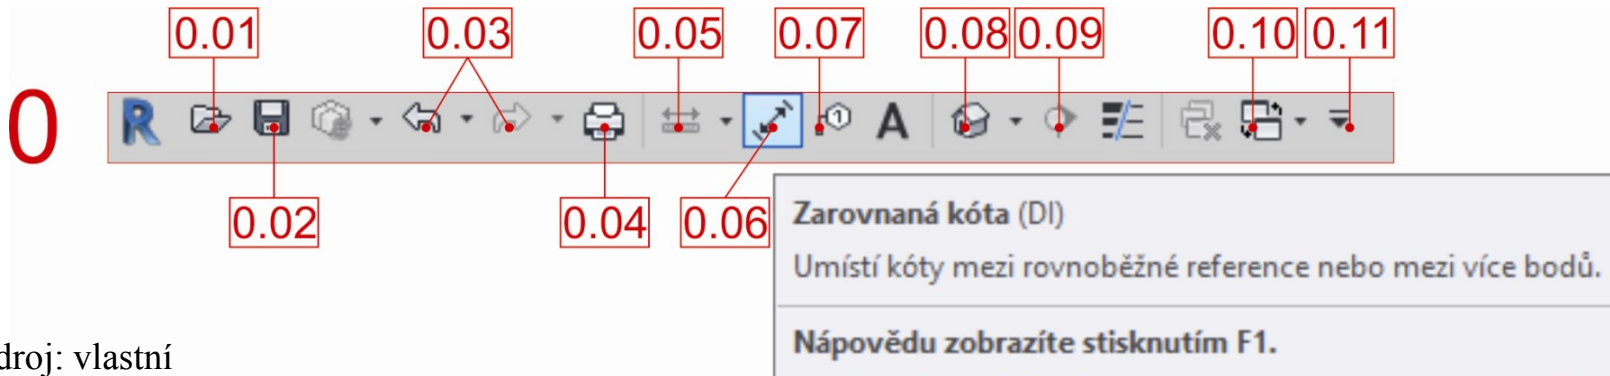 0.01 0.03 0.05 0.07 0.08 0.09 0.10 0.11
0 R 1 A
0.02 0.04 0.06
Zarovnaná kóta (DI)
Umístí kóty mezi rovnoběžné reference nebo mezi více bodů.
Nápovědu zobrazíte stisknutím F1.
droj: vlastní